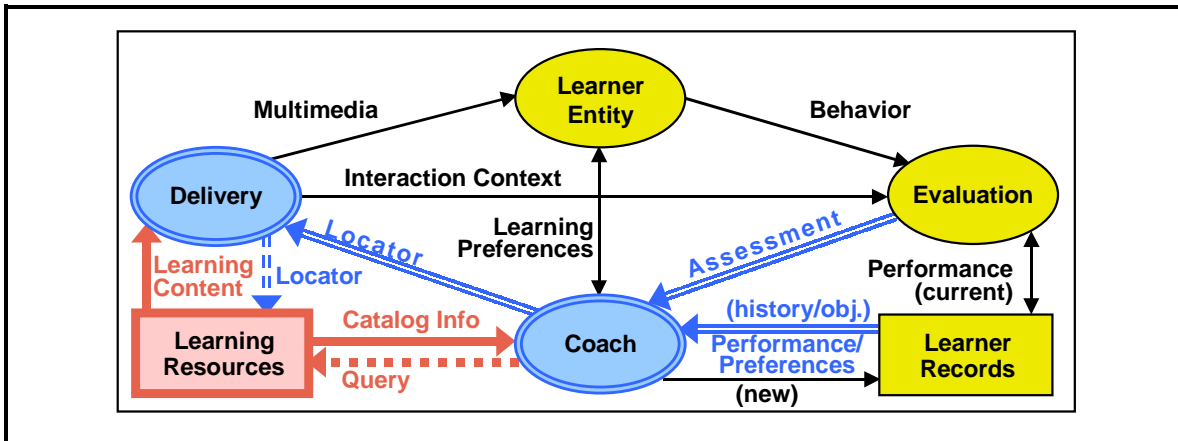 Learner
Entity
Multimedia
Behavior
Delivery
Interaction Context
Evaluation
Learning
Preferences
Locator
Assessment
Learning
Content
Locator
Performance
(current)
(history/obj.)
Learning
Resources
Catalog Info
Coach
Performance/
Preferences
Learner
Records
Query
(new)